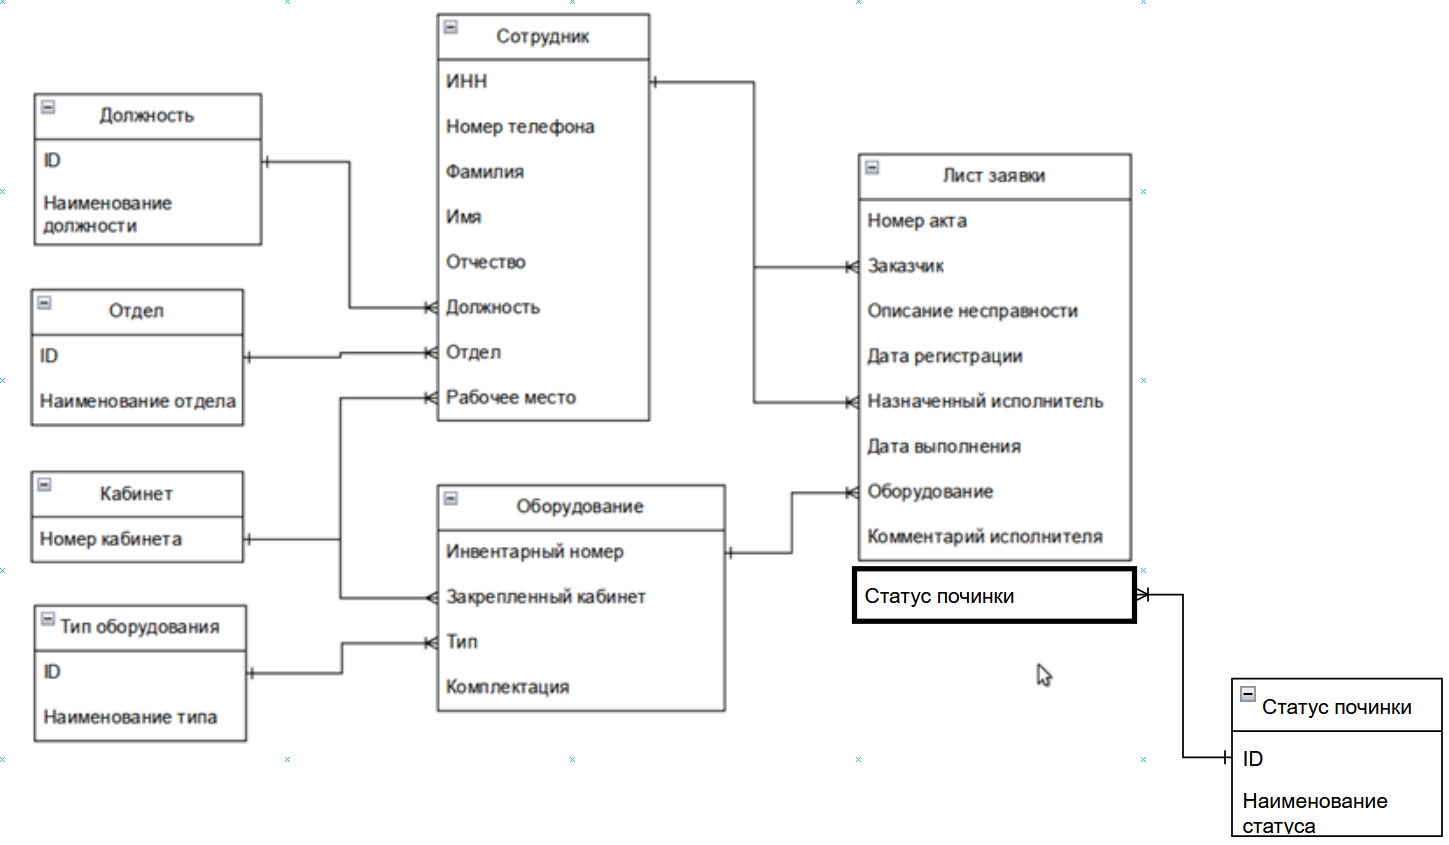 Должность
ID
Наименование
должности
Отдел
ID
Наименование отдела
Кабинет
Номер кабинета
Тип оборудования
ID
Наименование типа
Сотрудник
ИНН
Номер телефона
Фамилия
Имя
Отчество
Должность
Отдел
Рабочее место
Оборудование
Инвентарный номер
Закрепленный кабинет
Тип
Комплектация
Лист заявки
Номер акта
Заказчик
Описание несправности
Дата регистрации
Назначенный исполнитель
Дата выполнения
Оборудование
Комментарий исполнителя
Статус починки
Статус починки
ID
Наименование
статуса